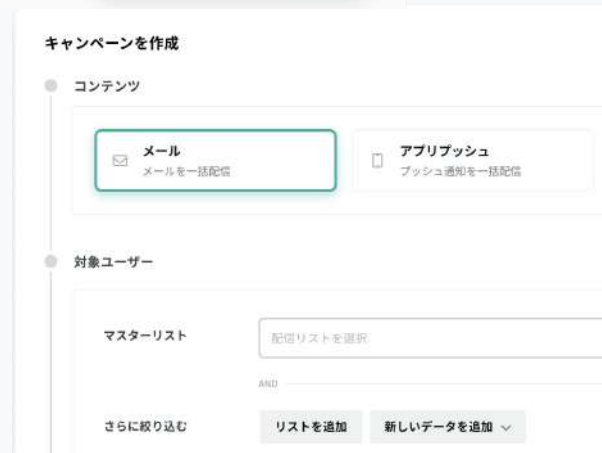 キャンペーンを作成
コンテンツ
メール
メールを一括配信
アプリプッシュ
プッシュ通知を一括配信
対象ユーザー
マスターリスト
配信リストを選択
AND
さらに絞り込む
リストを追加
新しいデータを追加